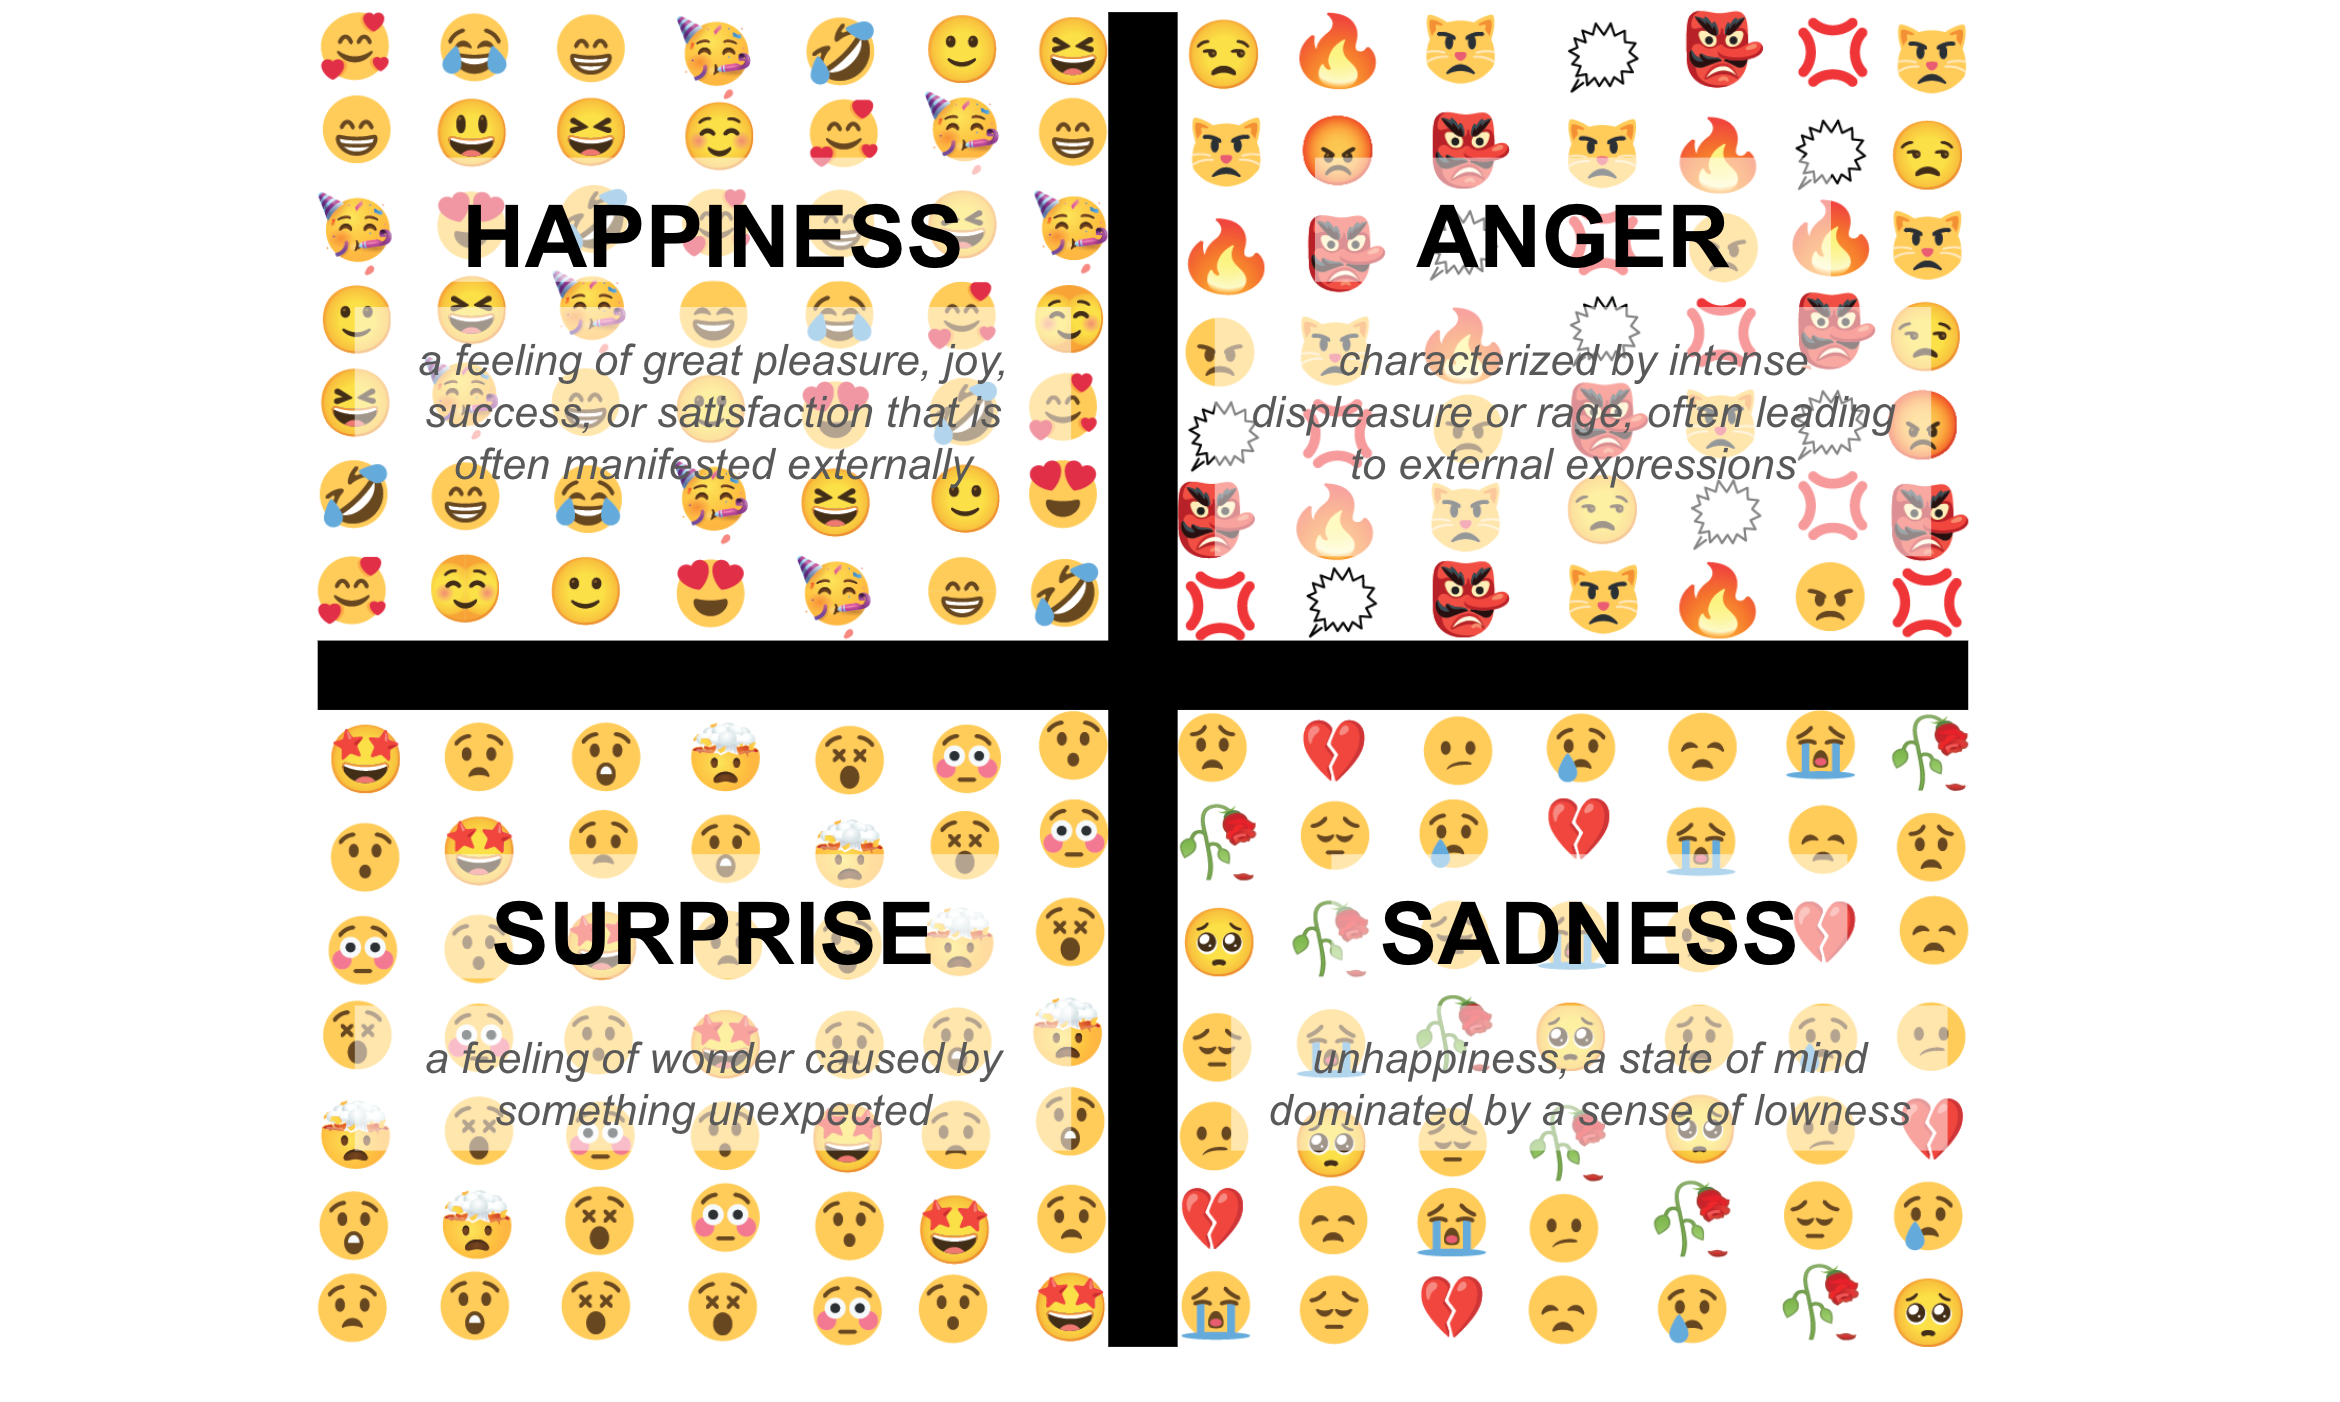 HAPPINESS
a feeling of great pleasure, joy,
success, or satisfaction that is
often manifested externally
ANGER
characterized by intense
displeasure or rage, often leading
to external expressions
SURPRISE
a feeling of wonder caused by
something unexpected
SADNESS
unhappiness, a state of mind
dominated by a sense of lowness